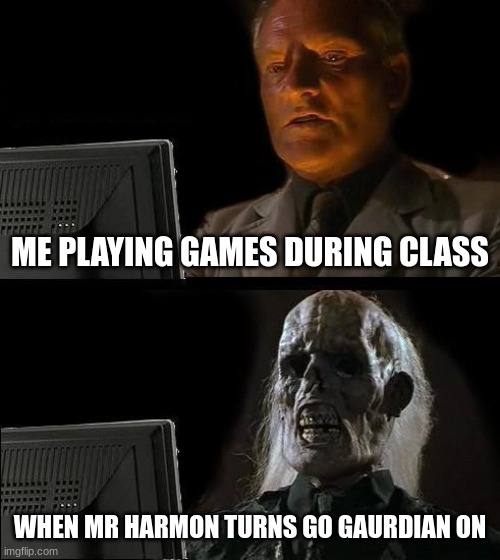 ME PLAYING GAMES DURING CLASS
WHEN MR HARMON TURNS GO GAURDIAN ON
imgflip.com